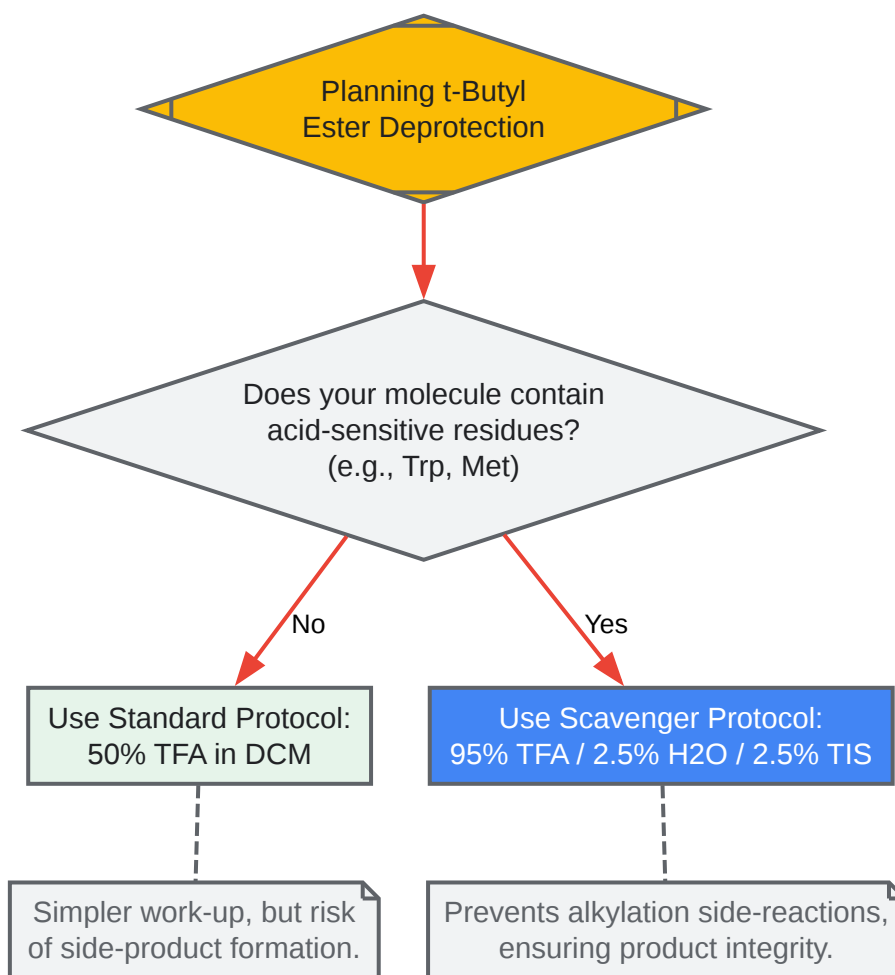 Planning t-Butyl
Ester Deprotection
Does your molecule contain
acid-sensitive residues?
(e.g., Trp, Met)
No
Yes
Use Standard Protocol:
50% TFA in DCM
Use Scavenger Protocol:
95% TFA / 2.5% H2O / 2.5% TIS
Simpler work-up, but risk
of side-product formation.
Prevents alkylation side-reactions,
ensuring product integrity.